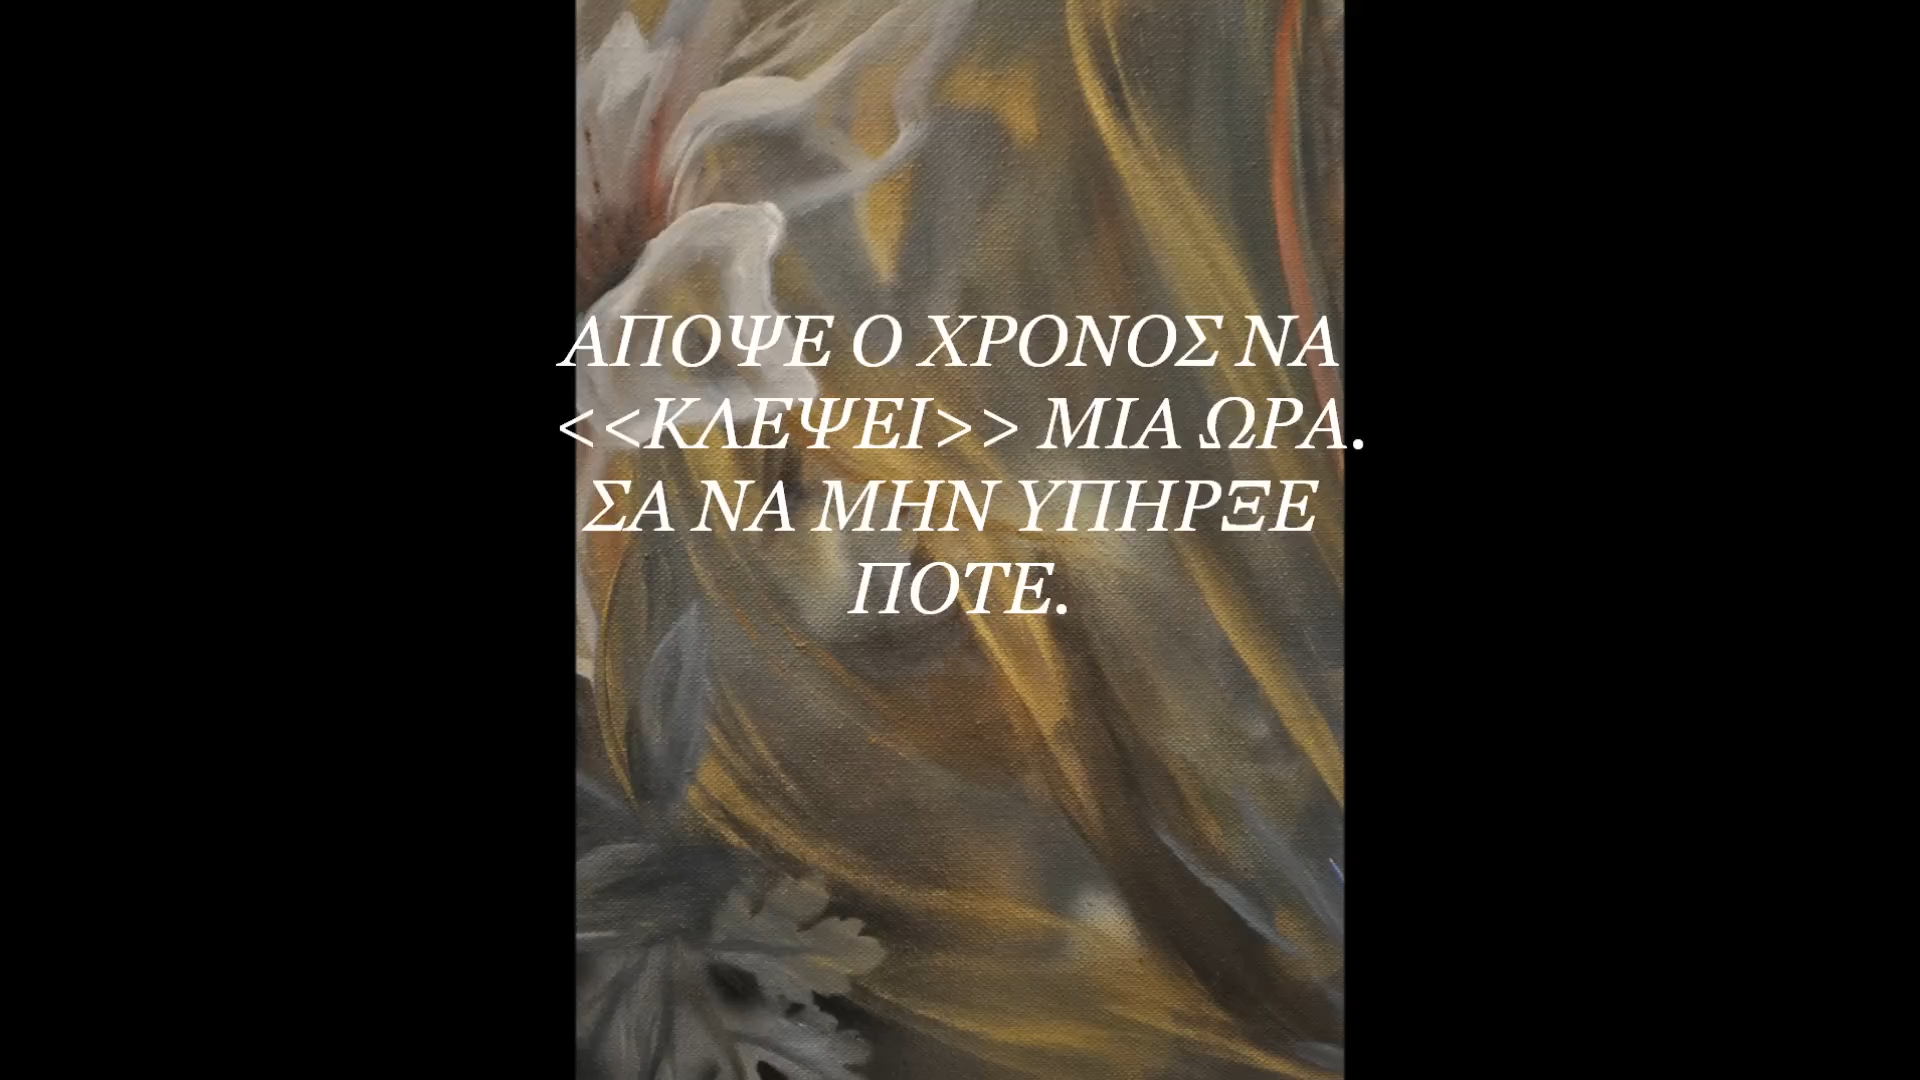 ΑΠΟΨΕ Ο ΧΡΟΝΟΣ ΝΑ
<<ΚΛΕΨΕΙ>> ΜΙΑ ΩΡΑ.
ΣΑ ΝΑ ΜΗΝ ΥΠΗΡΞΕ
ΠΟΤΕ.